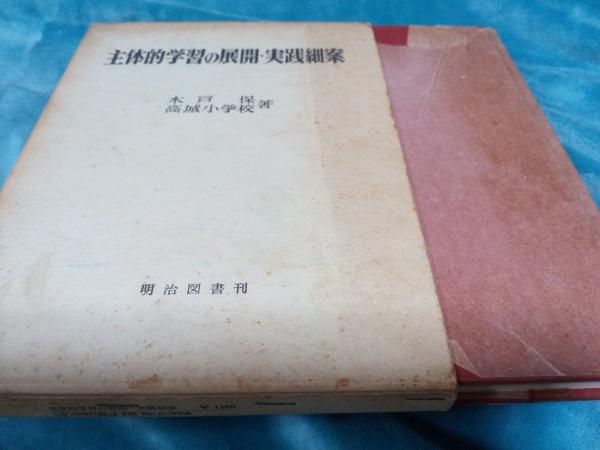 主体的学習の展開・実践細案
木戸保
高城小学校著
明治図書刊